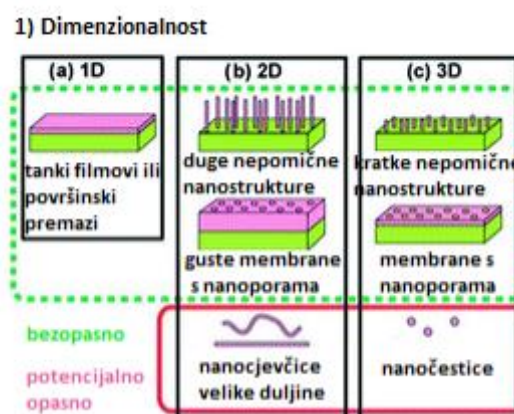 1) Dimenzionalnost
(a) 1D
tanki filmovi ili
površinski
premazi
(b) 2D
duge nepomične
nanostrukture
guste membrane
s nanoporama
nanocjevčice
velike duljine
(c) 3D
kratke nepomične
nanostrukture
membrane s
nanoporama
nanočestice
bezopasno
potencijalno
opasno